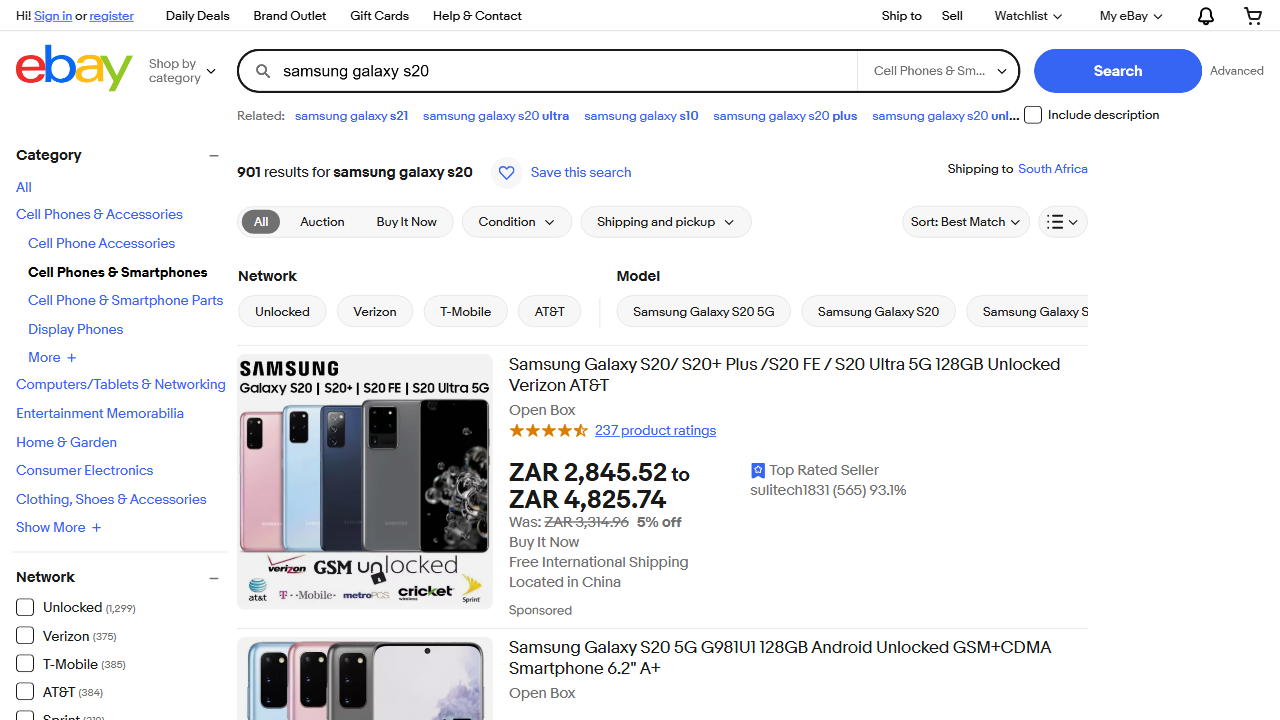 Hi! Sign in or register
Daily Deals
Brand Outlet
Gift Cards
Help & Contact
Ship to
Sell
Watchlist
My eBay
ebay
Shop by category
samsung galaxy s20
Cell Phones & Sm...
Search
Advanced
Related: samsung galaxy s21 samsung galaxy s20 ultra samsung galaxy s10 samsung galaxy s20 plus samsung galaxy s20 unl...
Include description
Category
All
Cell Phones & Accessories
Cell Phone Accessories
Cell Phones & Smartphones
Cell Phone & Smartphone Parts
Display Phones
More +
Computers/Tablets & Networking
Entertainment Memorabilia
Home & Garden
Consumer Electronics
Clothing, Shoes & Accessories
Show More +
Network
Unlocked (1,299)
Verizon (375)
T-Mobile (385)
AT&T (384)
901 results for samsung galaxy s20
Save this search
Shipping to South Africa
All
Auction
Buy It Now
Condition
Shipping and pickup
Sort: Best Match
Network
Unlocked
Verizon
T-Mobile
AT&T
Model
Samsung Galaxy S20 5G
Samsung Galaxy S20
Samsung Galaxy S
SAMSUNG
Galaxy S20 | S20+ | S20 FE | S20 Ultra 5G
verizon GSM unlocked
at&t T-Mobile metroPCS cricket wireless Sprint
Samsung Galaxy S20/ S20+ Plus /S20 FE / S20 Ultra 5G 128GB Unlocked
Verizon AT&T
Open Box
237 product ratings
ZAR 2,845.52 to
ZAR 4,825.74
Was: ZAR 3,314.96 5% off
Buy It Now
Free International Shipping
Located in China
Sponsored
Top Rated Seller
sulitech1831 (565) 93.1%
Samsung Galaxy S20 5G G981U1 128GB Android Unlocked GSM+CDMA
Smartphone 6.2" A+
Open Box